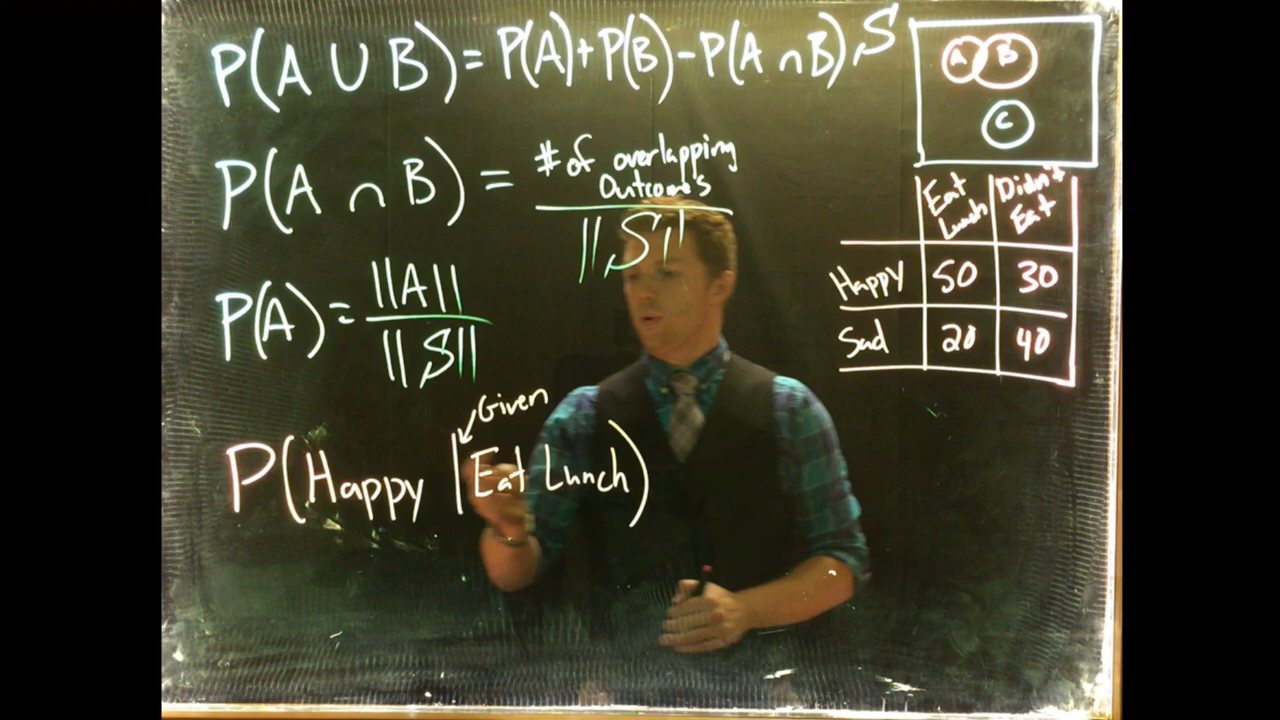 P(A ∪ B) = P(A) + P(B) - P(A ∩ B)
S
A B
C
P(A ∩ B) = # of overlapping Outcomes / ||S||
P(A) = ||A|| / ||S||
Eat Lunch Didn't Eat
Happy 50 30
Sad 20 40
Given
P(Happy | Eat Lunch)